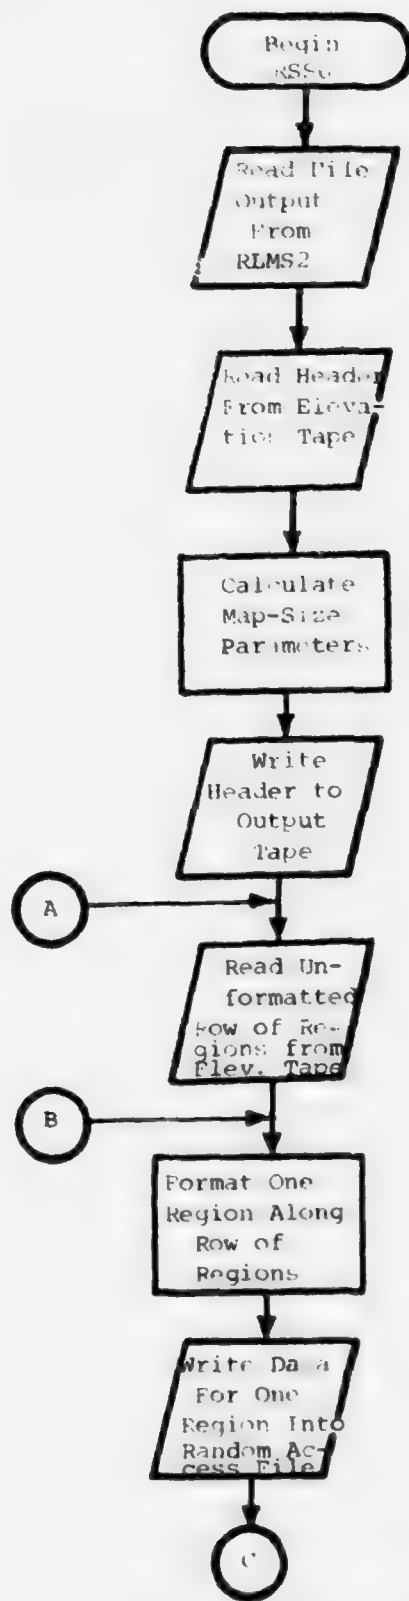 Begin
Read File
Output
From
RLMS2
Read Header
From Eleva-
tion Tape
Calculate
Map-Size
Parameters
Write
Header to
Output
Tape
A
Read Un-
formatted
Row of Re-
gions from
Elev. Tape
B
Format One
Region Along
Row of
Regions
Write Data
For One
Region Into
Random Ac-
cess File
C